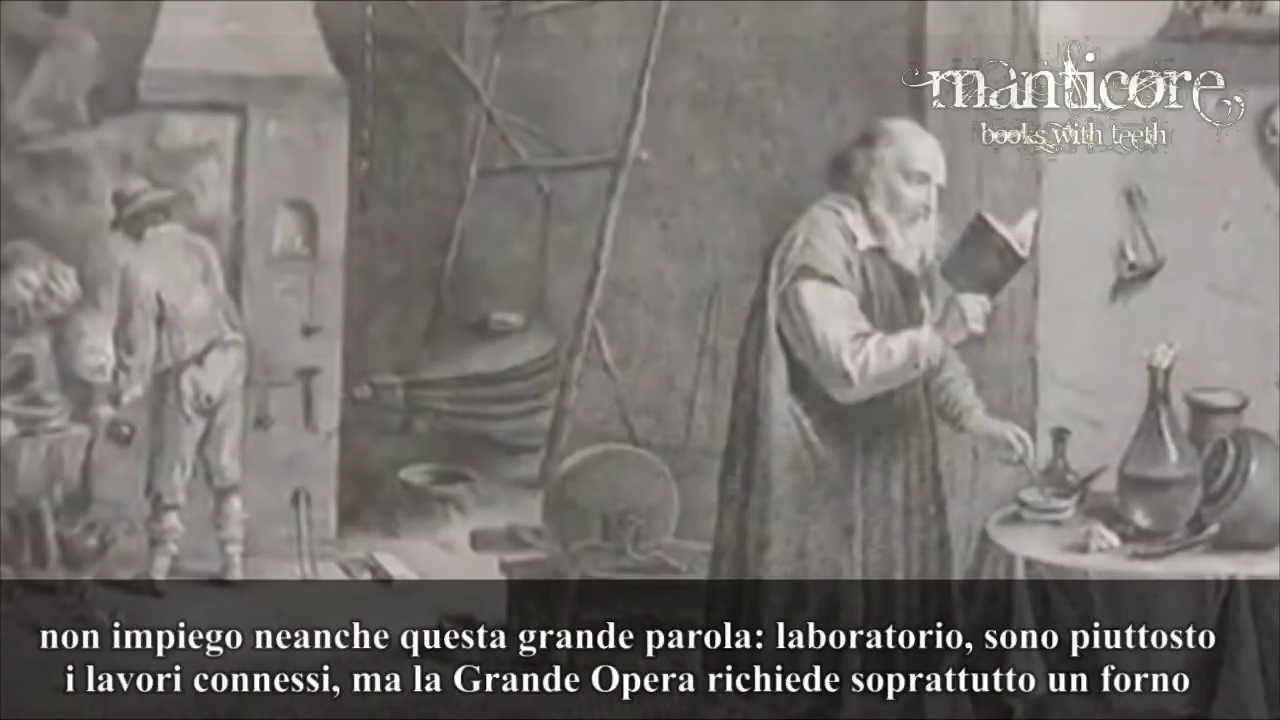 manticore
books with teeth
non impiego neanche questa grande parola: laboratorio, sono piuttosto
i lavori connessi, ma la Grande Opera richiede soprattutto un forno